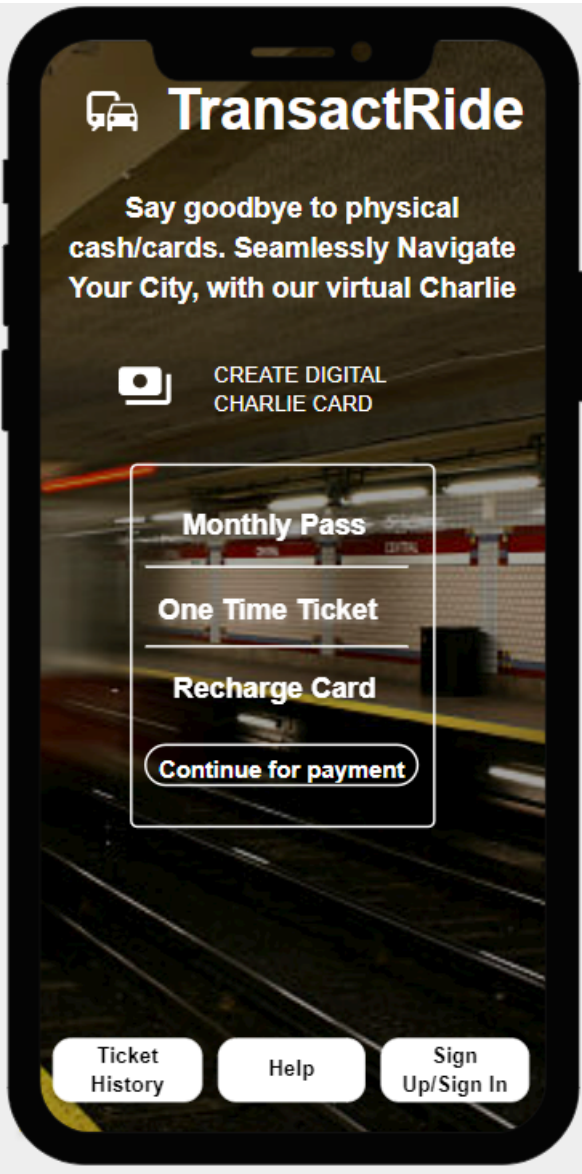 TransactRide
Say goodbye to physical
cash/cards. Seamlessly Navigate
Your City, with our virtual Charlie
CREATE DIGITAL
CHARLIE CARD
Monthly Pass
CENTRAL
One Time Ticket
Recharge Card
Continue for payment
Ticket
History
Help
Sign
Up/Sign In